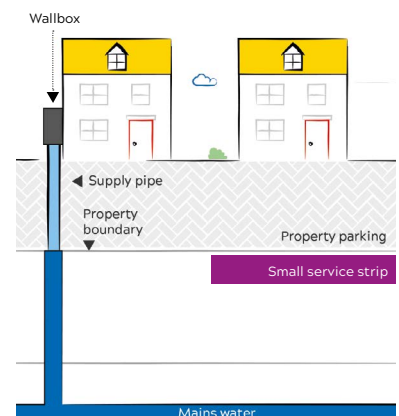 Wallbox
Supply pipe
Property
boundary
Property parking
Small service strip
Mains water